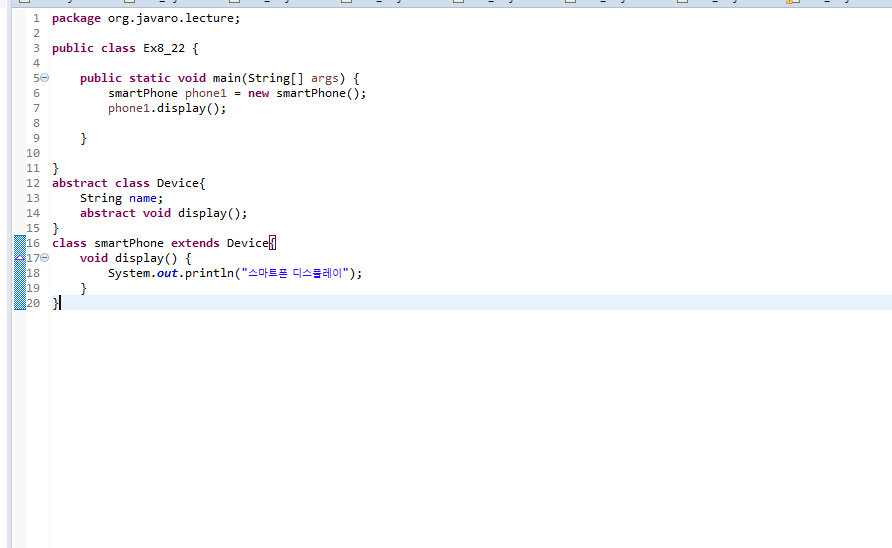 1 package org.javaro.lecture;
2
3 public class Ex8_22 {
4
5 public static void main(String[] args) {
6 smartPhone phone1 = new smartPhone();
7 phone1.display();
8
9 }
10
11 }
12 abstract class Device{
13 String name;
14 abstract void display();
15 }
16 class smartPhone extends Device{
17 void display() {
18 System.out.println("스마트폰 디스플레이");
19 }
20 }